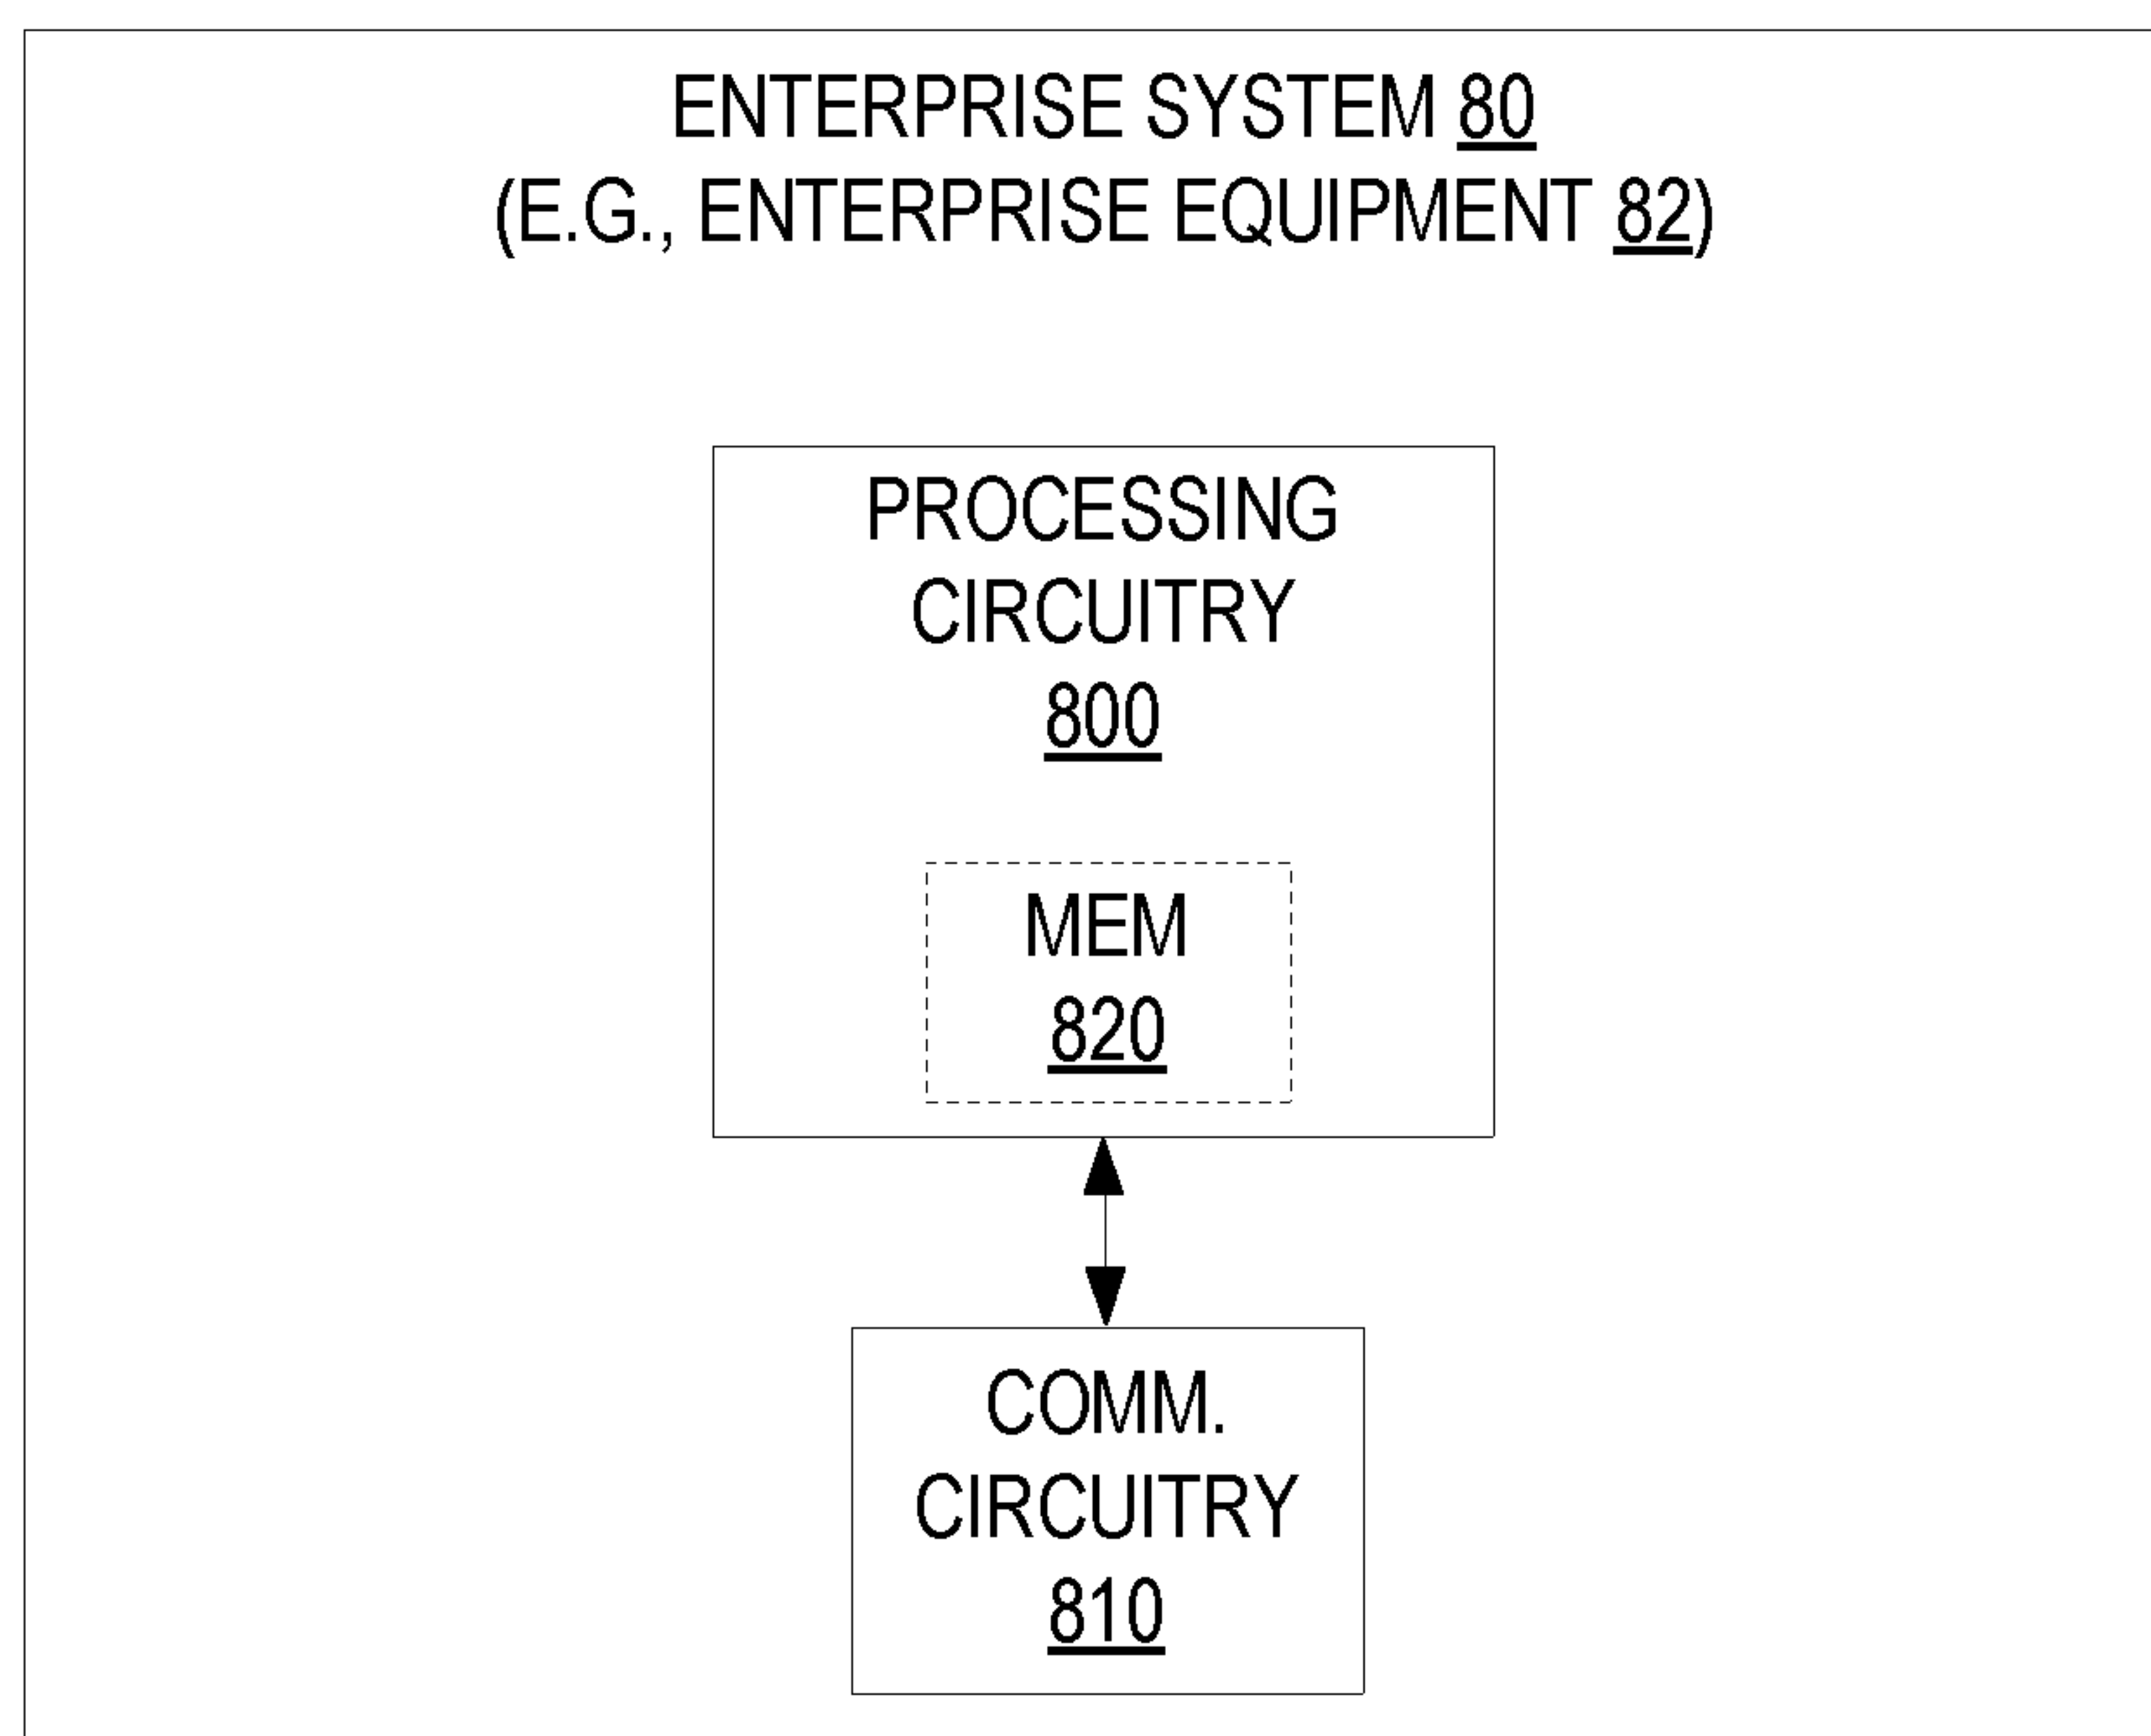 ENTERPRISE SYSTEM 80
(E.G., ENTERPRISE EQUIPMENT 82)
PROCESSING
CIRCUITRY
800
MEM
820
COMM.
CIRCUITRY
810